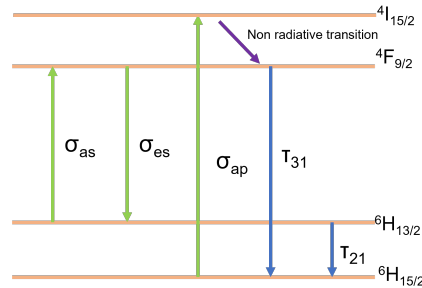 ⁴I₁₅/₂
Non radiative transition
⁴F₉/₂
σas
σes
σap
τ31
⁶H₁₃/₂
τ21
⁶H₁₅/₂